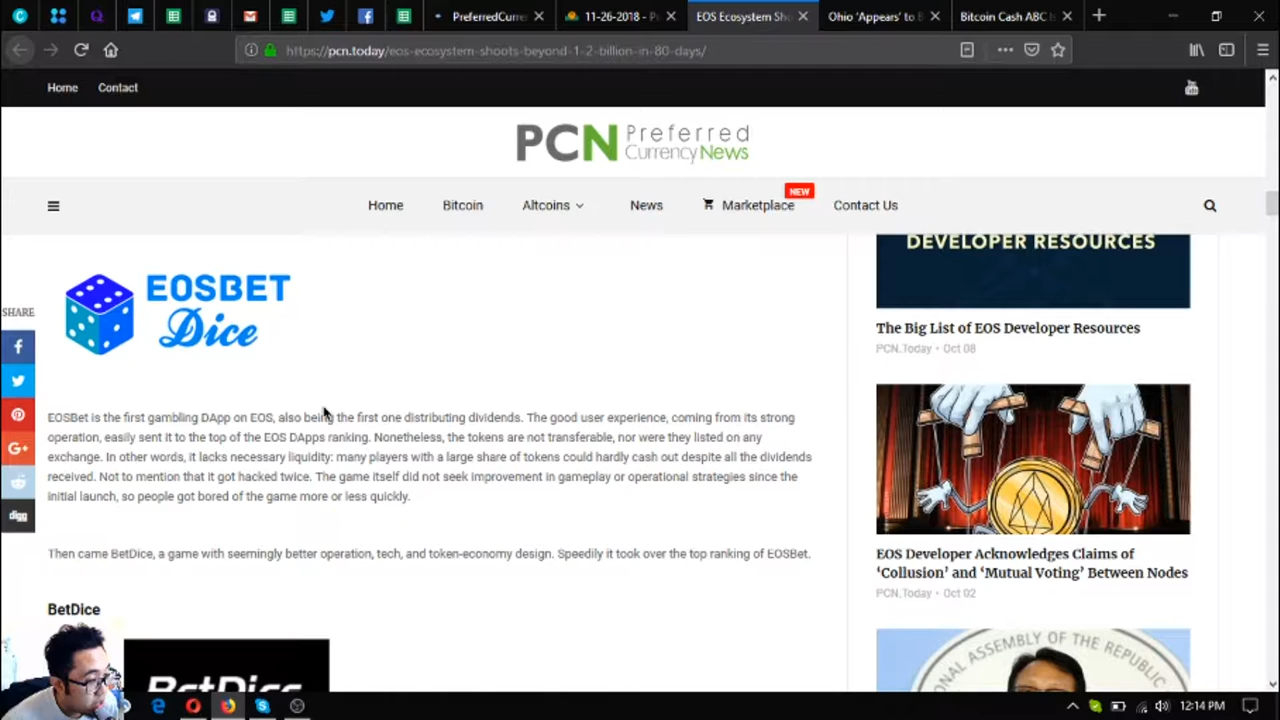 PreferredCurre
11-26-2018 - P
EOS Ecosystem Sho
Ohio 'Appears' to
Bitcoin Cash ABC
https://pcn.today/eos-ecosystem-shoots-beyond-1-2-billion-in-80-days/
Home Contact
PCN Preferred
CurrencyNews
NEW
Home Bitcoin Altcoins News Marketplace Contact Us
EOSBET
Dice
SHARE
EOSBet is the first gambling DApp on EOS, also being the first one distributing dividends. The good user experience, coming from its strong
operation, easily sent it to the top of the EOS DApps ranking. Nonetheless, the tokens are not transferable, nor were they listed on any
exchange. In other words, it lacks necessary liquidity: many players with a large share of tokens could hardly cash out despite all the dividends
received. Not to mention that it got hacked twice. The game itself did not seek improvement in gameplay or operational strategies since the
initial launch, so people got bored of the game more or less quickly.
digg
Then came BetDice, a game with seemingly better operation, tech, and token-economy design. Speedily it took over the top ranking of EOSBet.
BetDice
BetDice
DEVELOPER RESOURCES
The Big List of EOS Developer Resources
PCN.Today • Oct 08
EOS Developer Acknowledges Claims of
‘Collusion’ and ‘Mutual Voting’ Between Nodes
PCN.Today • Oct 02
ONAL ASSEMBLY OF THE REPUBLIC
12:14 PM